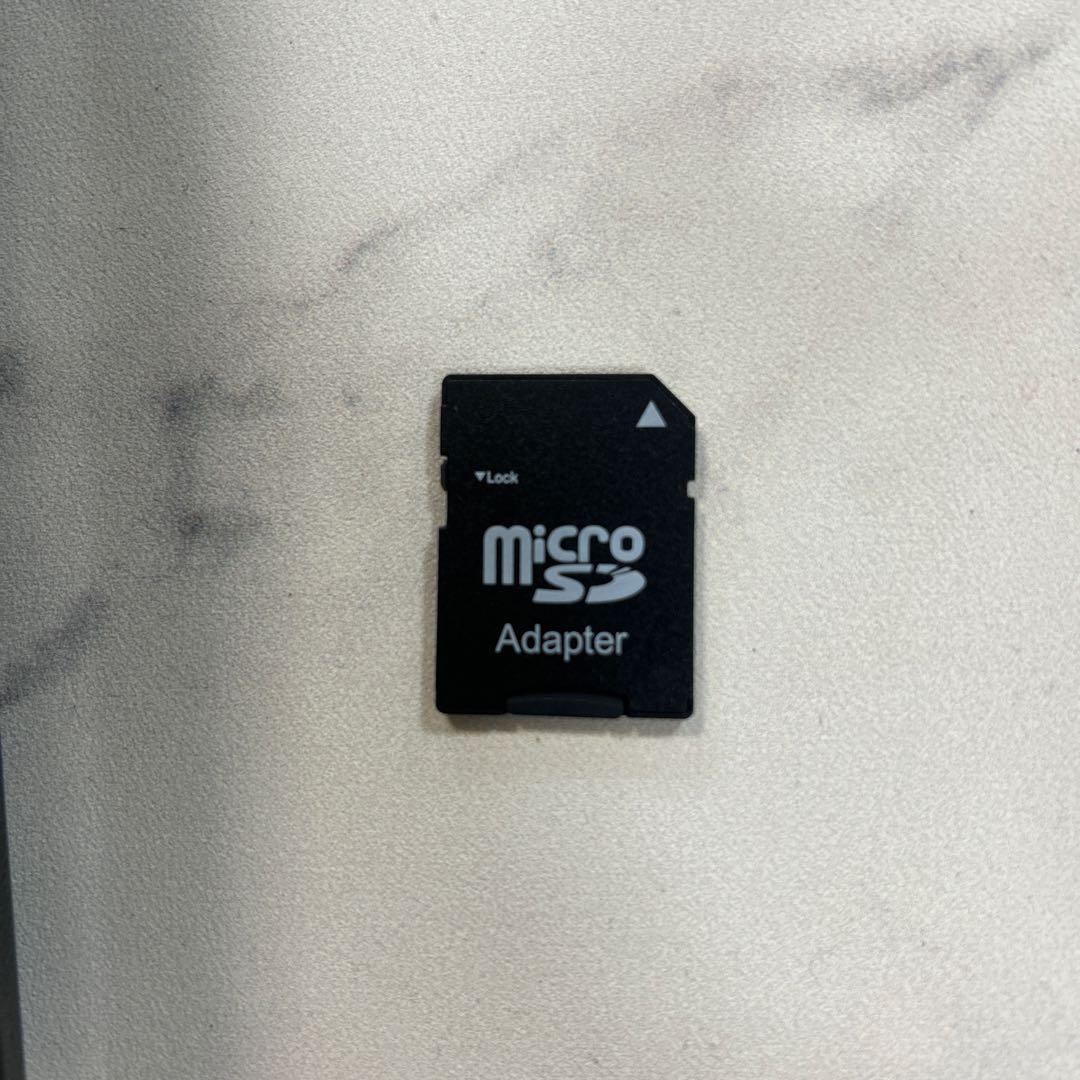 ▼Lock
micro
SD
Adapter